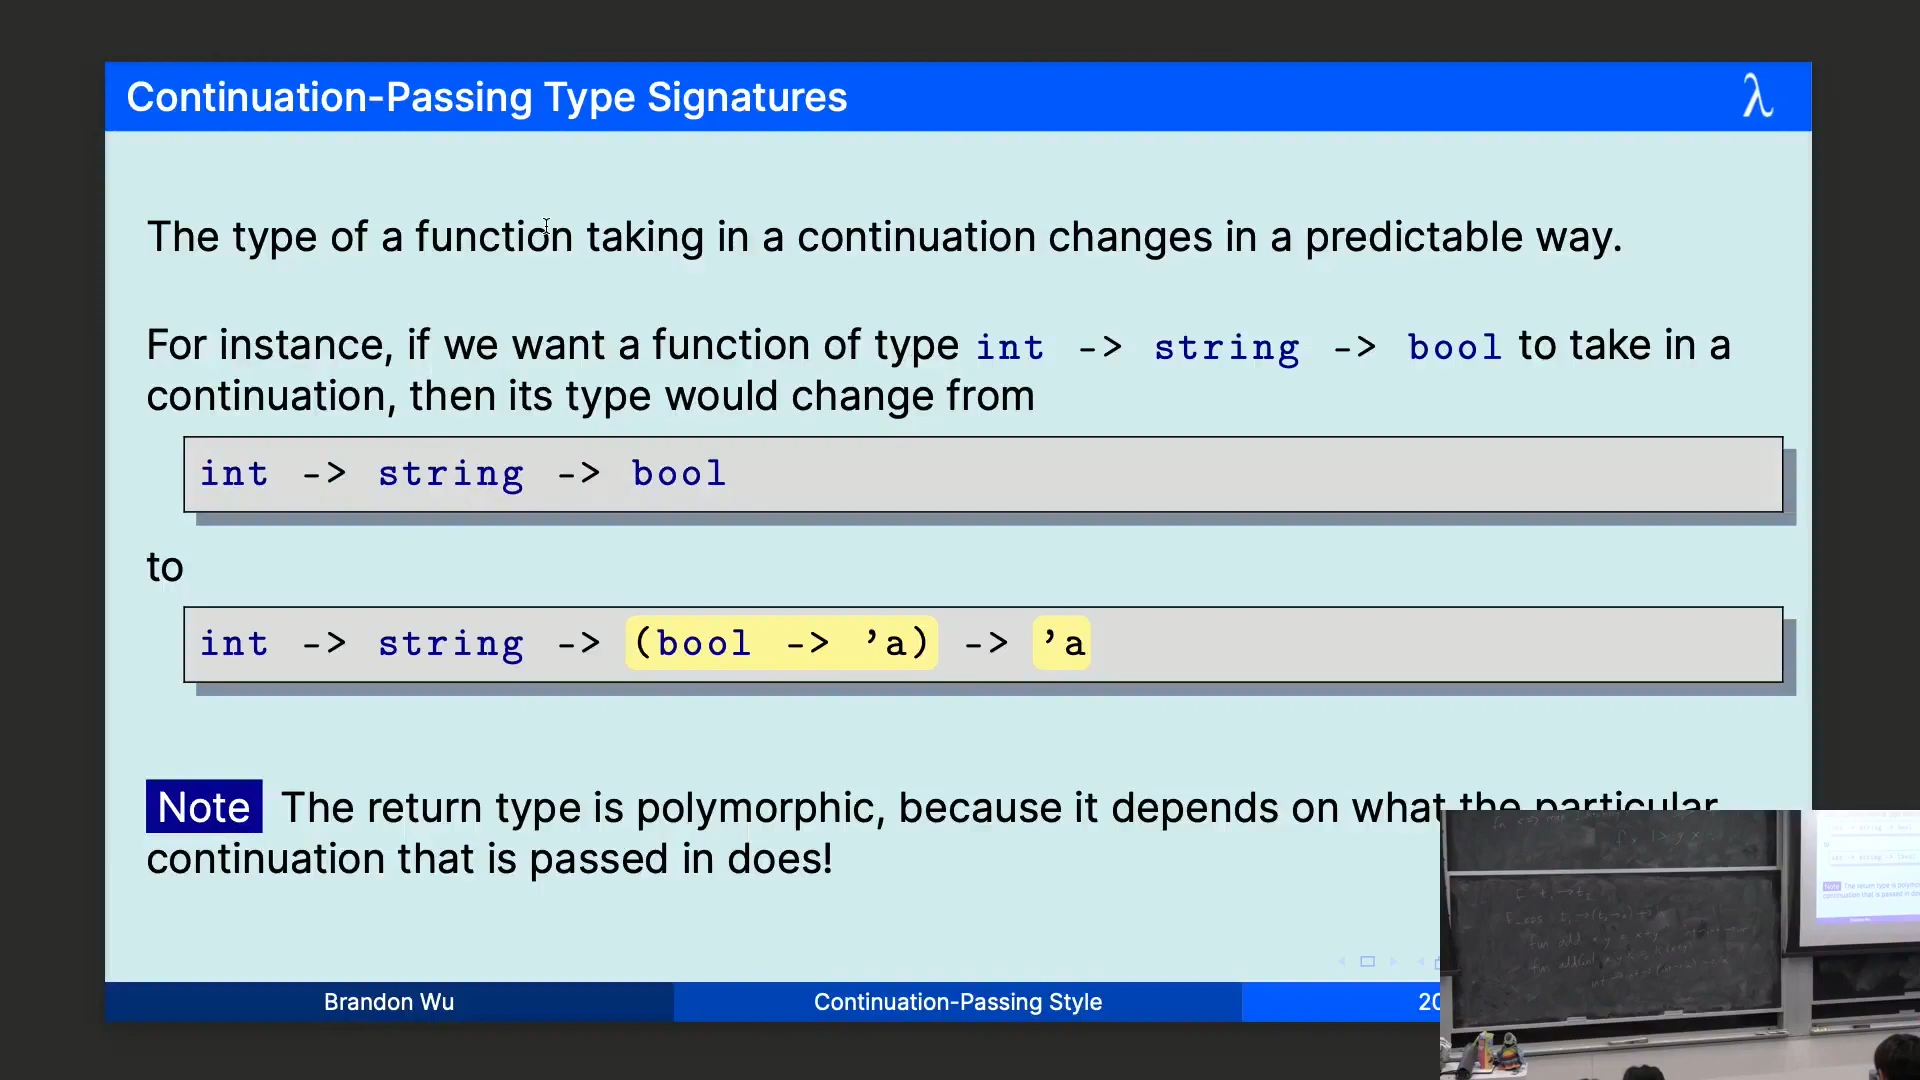 Continuation-Passing Type Signatures
λ
The type of a function taking in a continuation changes in a predictable way.
For instance, if we want a function of type int -> string -> bool to take in a
continuation, then its type would change from
int -> string -> bool
to
int -> string -> (bool -> ’a) -> ’a
Note The return type is polymorphic, because it depends on what the particular
continuation that is passed in does!
Brandon Wu
Continuation-Passing Style